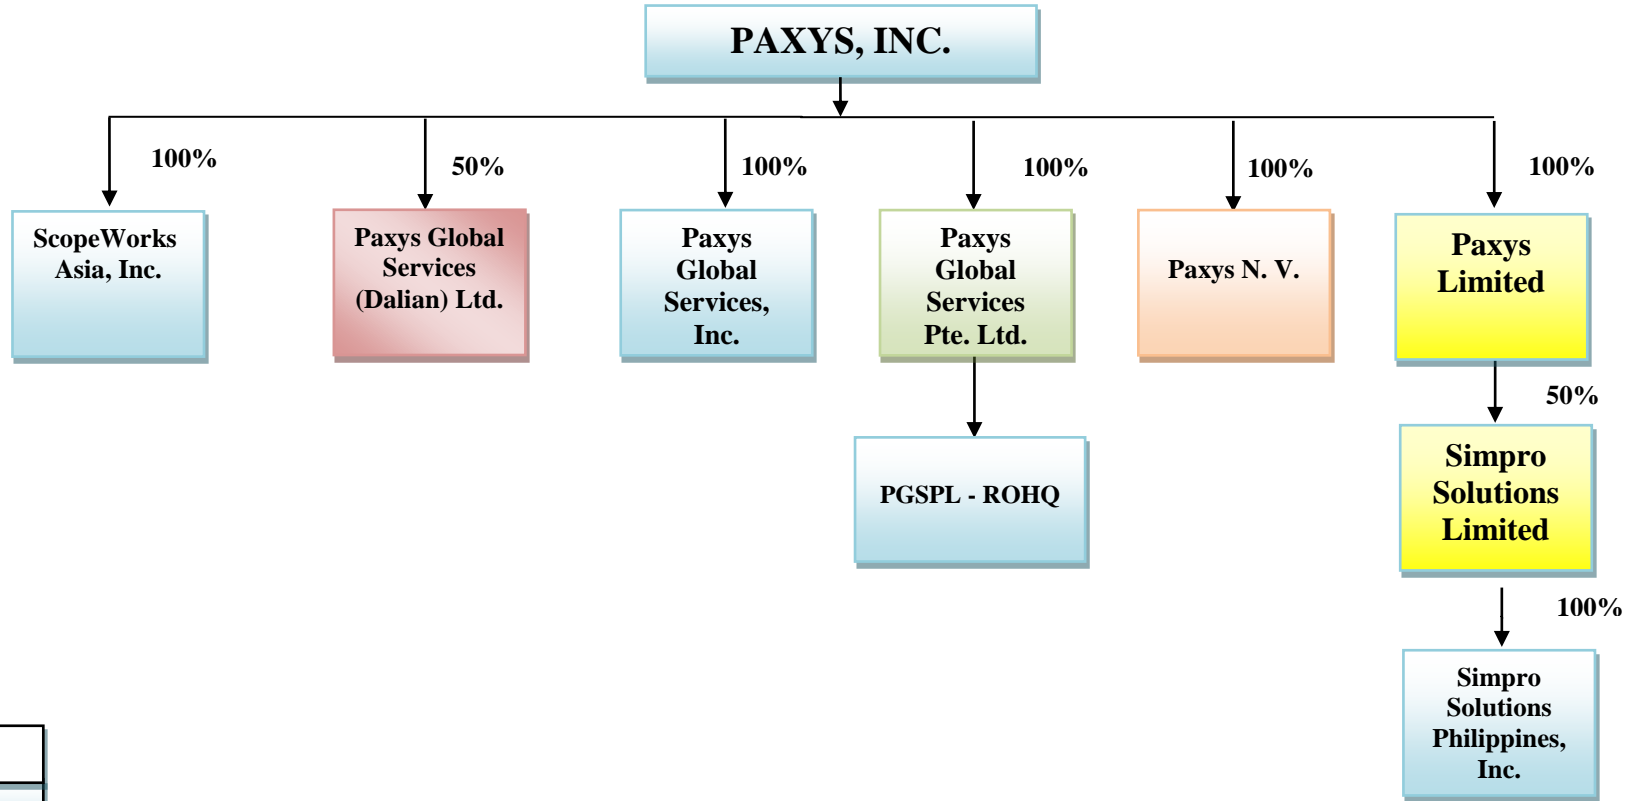 PAXYS, INC.
100%
50%
100%
100%
100%
100%
ScopeWorks
Asia, Inc.
Paxys Global
Services
(Dalian) Ltd.
Paxys
Global
Services,
Inc.
Paxys
Global
Services
Pte. Ltd.
Paxys N. V.
Paxys
Limited
50%
PGSPL - ROHQ
Simpro
Solutions
Limited
100%
Simpro
Solutions
Philippines,
Inc.